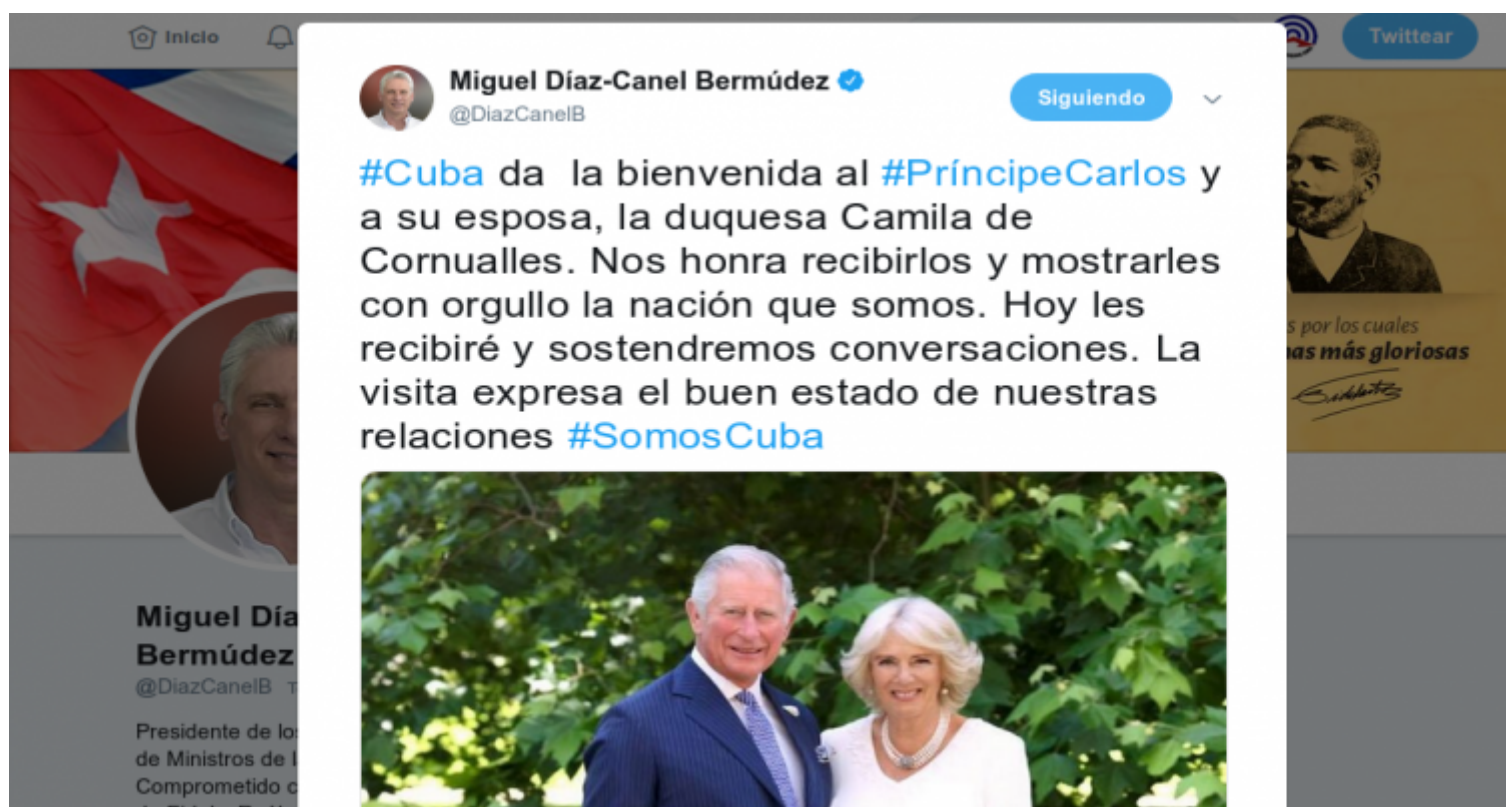 Inicio
Twittear
Miguel Díaz-Canel Bermúdez
@DiazCanelB
Siguiendo
#Cuba da la bienvenida al #PríncipeCarlos y
a su esposa, la duquesa Camila de
Cornualles. Nos honra recibirlos y mostrarles
con orgullo la nación que somos. Hoy les
recibiré y sostendremos conversaciones. La
visita expresa el buen estado de nuestras
relaciones #SomosCuba
s por los cuales
as más gloriosas
Miguel Día
Bermúdez
@DiazCanelB
Presidente de los
de Ministros de l
Comprometido c